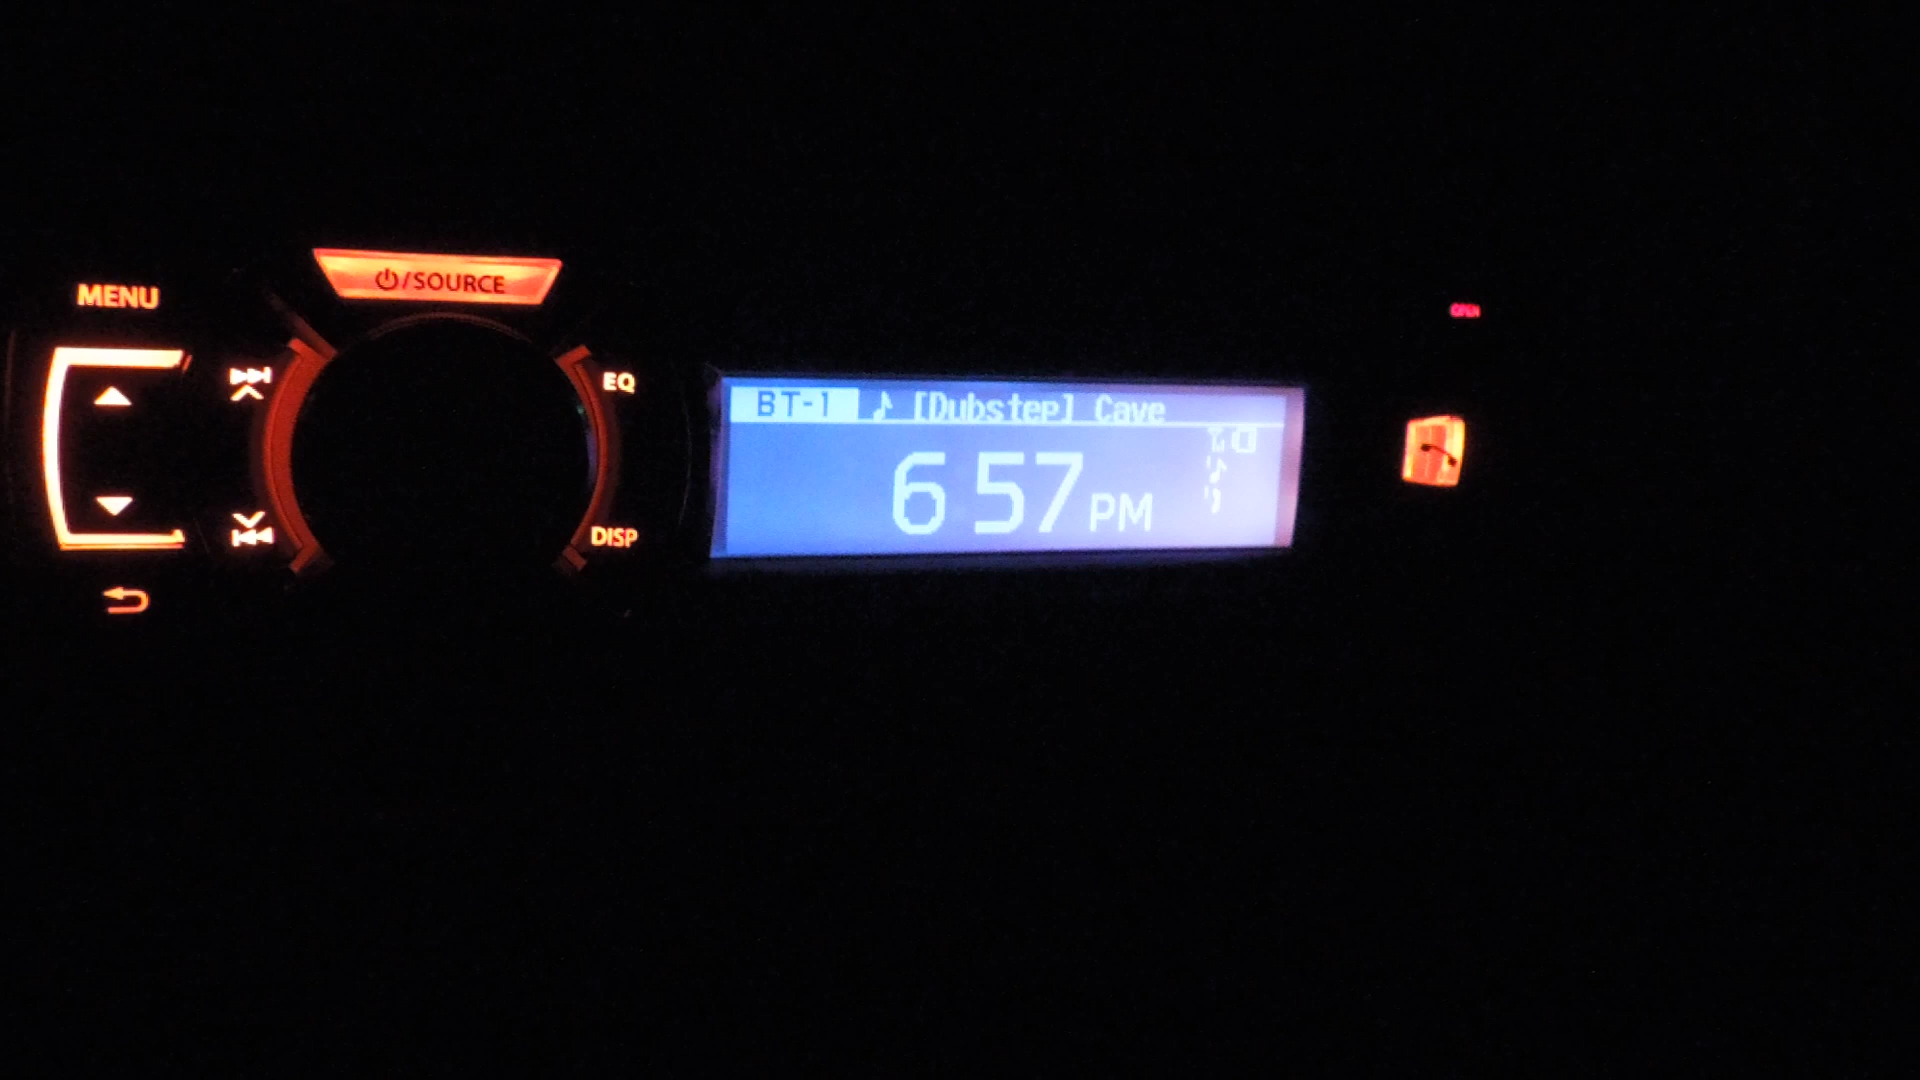 MENU
/SOURCE
EQ
DISP
BT-1 [Dubstep] Cave
6 57 PM